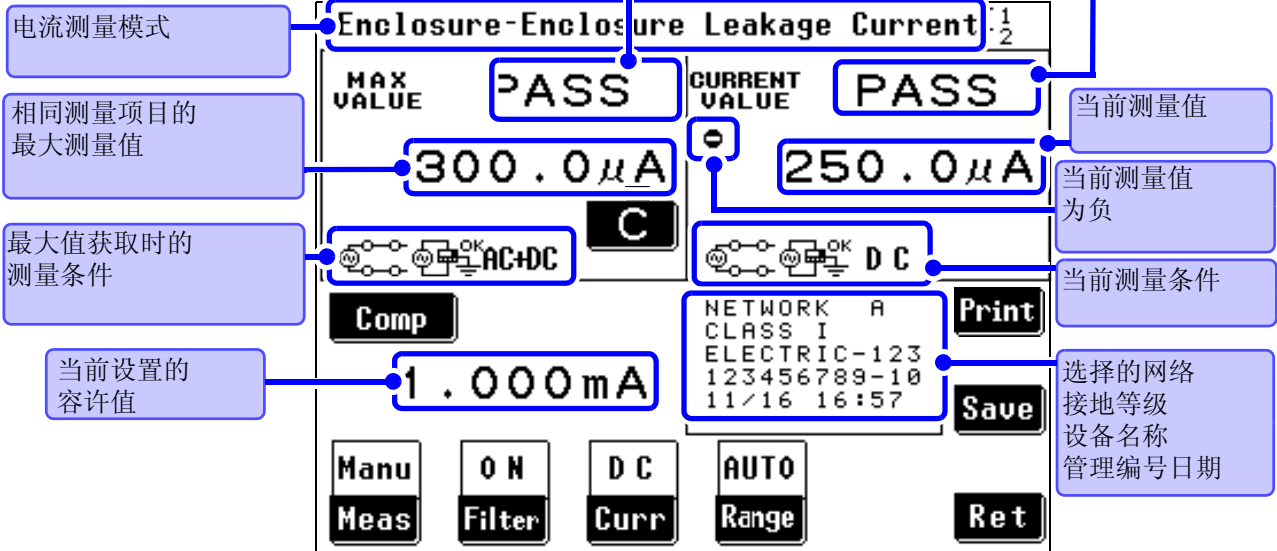 电流测量模式
Enclosure-Enclosure Leakage Current
1
2
MAX
VALUE
PASS
CURRENT
VALUE
PASS
相同测量项目的
最大测量值
当前测量值
300.0μA
250.0μA
当前测量值
为负
C
最大值获取时的
测量条件
OK
AC+DC
OK
DC
当前测量条件
Comp
NETWORK A
CLASS I
ELECTRIC-123
123456789-10
11/16 16:57
Print
当前设置的
容许值
1.000mA
Save
选择的网络
接地等级
设备名称
管理编号日期
Manu
ON
DC
AUTO
Meas
Filter
Curr
Range
Ret